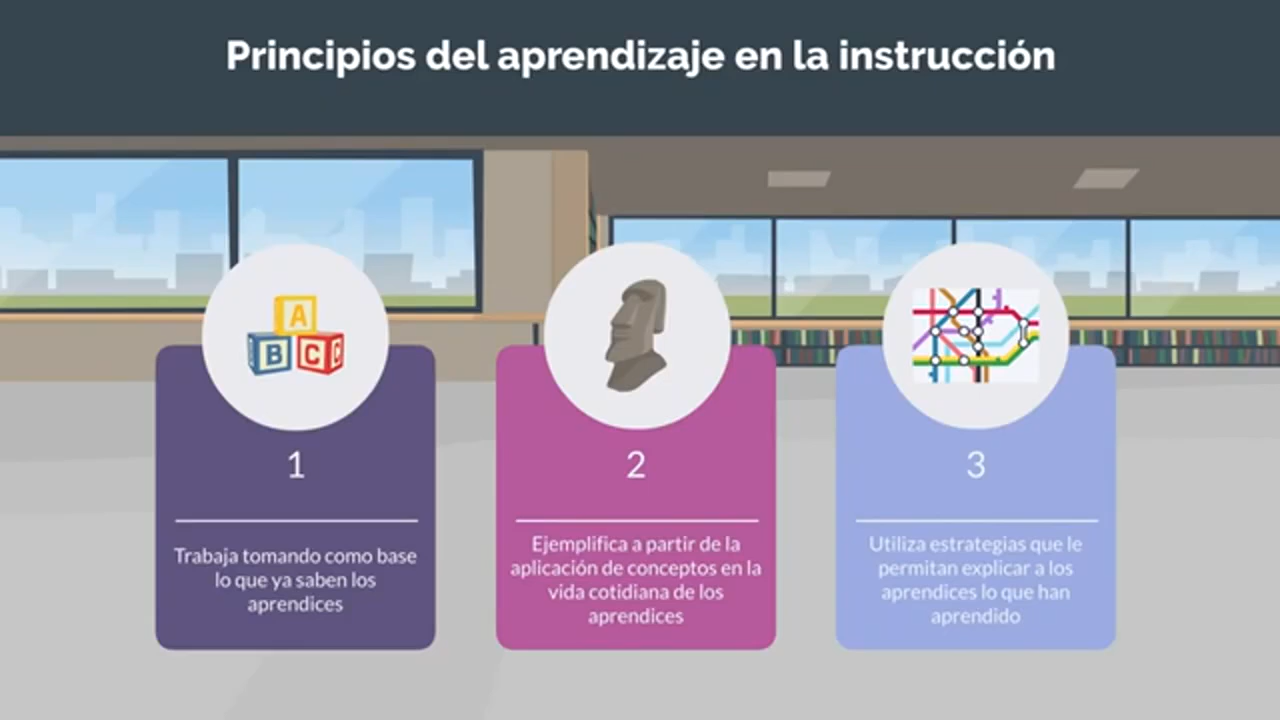 Principios del aprendizaje en la instrucción
A
B C
1
Trabaja tomando como base
lo que ya saben los
aprendices
2
Ejemplifica a partir de la
aplicación de conceptos en la
vida cotidiana de los
aprendices
3
Utiliza estrategias que le
permitan explicar a los
aprendices lo que han
aprendido